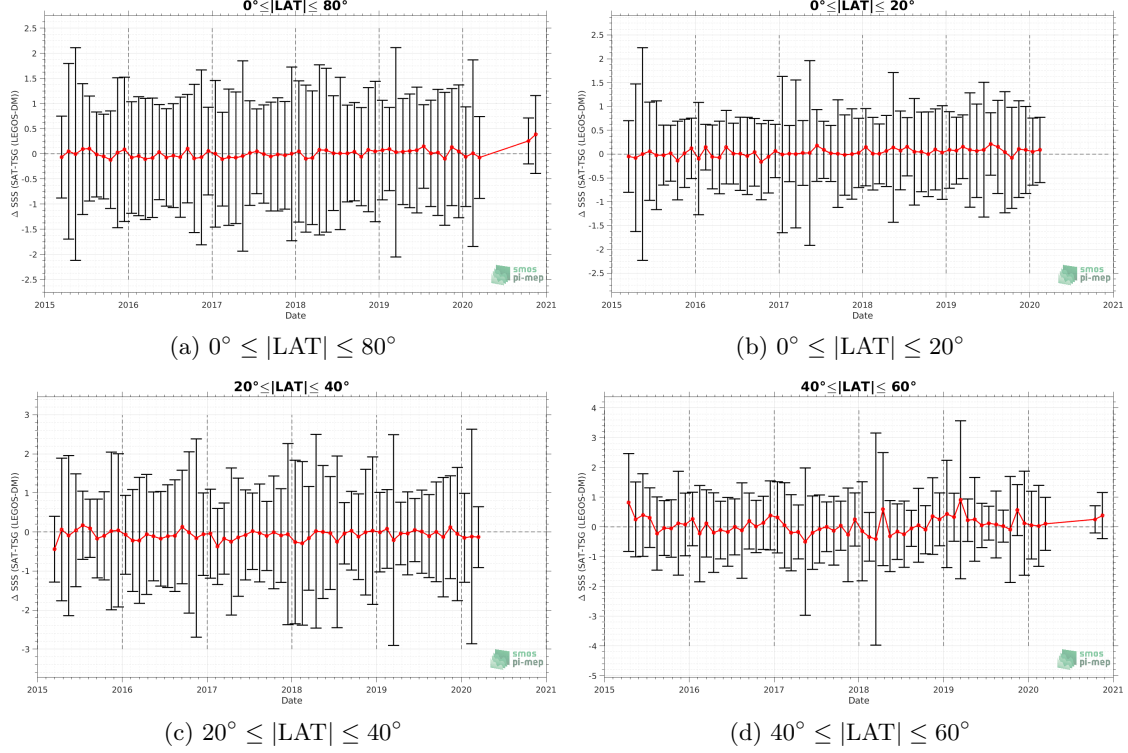 0°≤|LAT|≤ 80°
Δ SSS (SAT-TSG (LEGOS-DM))
2.5
2
1.5
1
0.5
0
-0.5
-1
-1.5
-2
-2.5
2015 2016 2017 2018 2019 2020 2021
Date
smos
pi-mep
(a) 0° ≤ |LAT| ≤ 80°
0°≤|LAT|≤ 20°
Δ SSS (SAT-TSG (LEGOS-DM))
2.5
2
1.5
1
0.5
0
-0.5
-1
-1.5
-2
-2.5
2015 2016 2017 2018 2019 2020 2021
Date
smos
pi-mep
(b) 0° ≤ |LAT| ≤ 20°
20°≤|LAT|≤ 40°
Δ SSS (SAT-TSG (LEGOS-DM))
3
2
1
0
-1
-2
-3
2015 2016 2017 2018 2019 2020 2021
Date
smos
pi-mep
(c) 20° ≤ |LAT| ≤ 40°
40°≤|LAT|≤ 60°
Δ SSS (SAT-TSG (LEGOS-DM))
4
3
2
1
0
-1
-2
-3
-4
-5
2015 2016 2017 2018 2019 2020 2021
Date
smos
pi-mep
(d) 40° ≤ |LAT| ≤ 60°